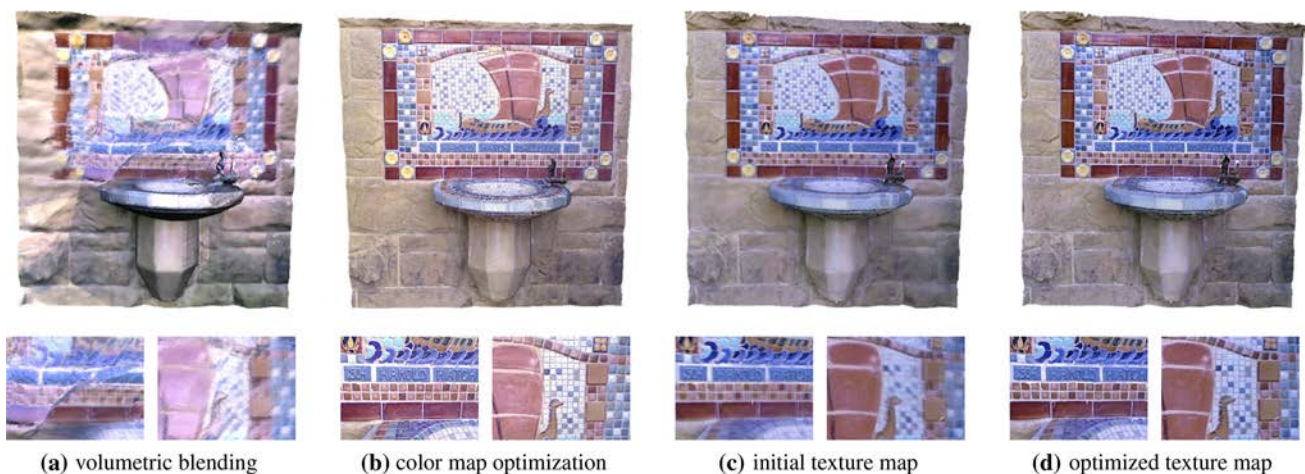 (a) volumetric blending
(b) color map optimization
(c) initial texture map
(d) optimized texture map